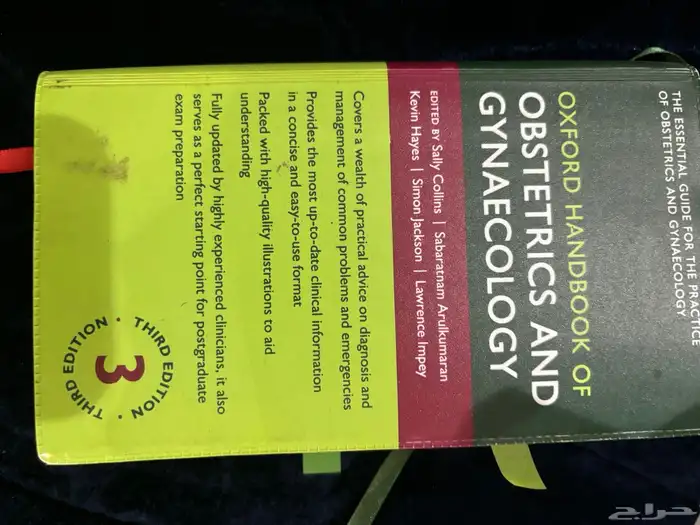 THE ESSENTIAL GUIDE FOR THE PRACTICE
OF OBSTETRICS AND GYNAECOLOGY
OXFORD HANDBOOK OF
OBSTETRICS AND
GYNAECOLOGY
EDITED BY Sally Collins | Sabaratnam Arulkumaran
Kevin Hayes | Simon Jackson | Lawrence Impey
Covers a wealth of practical advice on diagnosis and
management of common problems and emergencies
Provides the most up-to-date clinical information
in a concise and easy-to-use format
Packed with high-quality illustrations to aid
understanding
Fully updated by highly experienced clinicians, it also
serves as a perfect starting point for postgraduate
exam preparation
THIRD EDITION • THIRD EDITION •
3
حراج